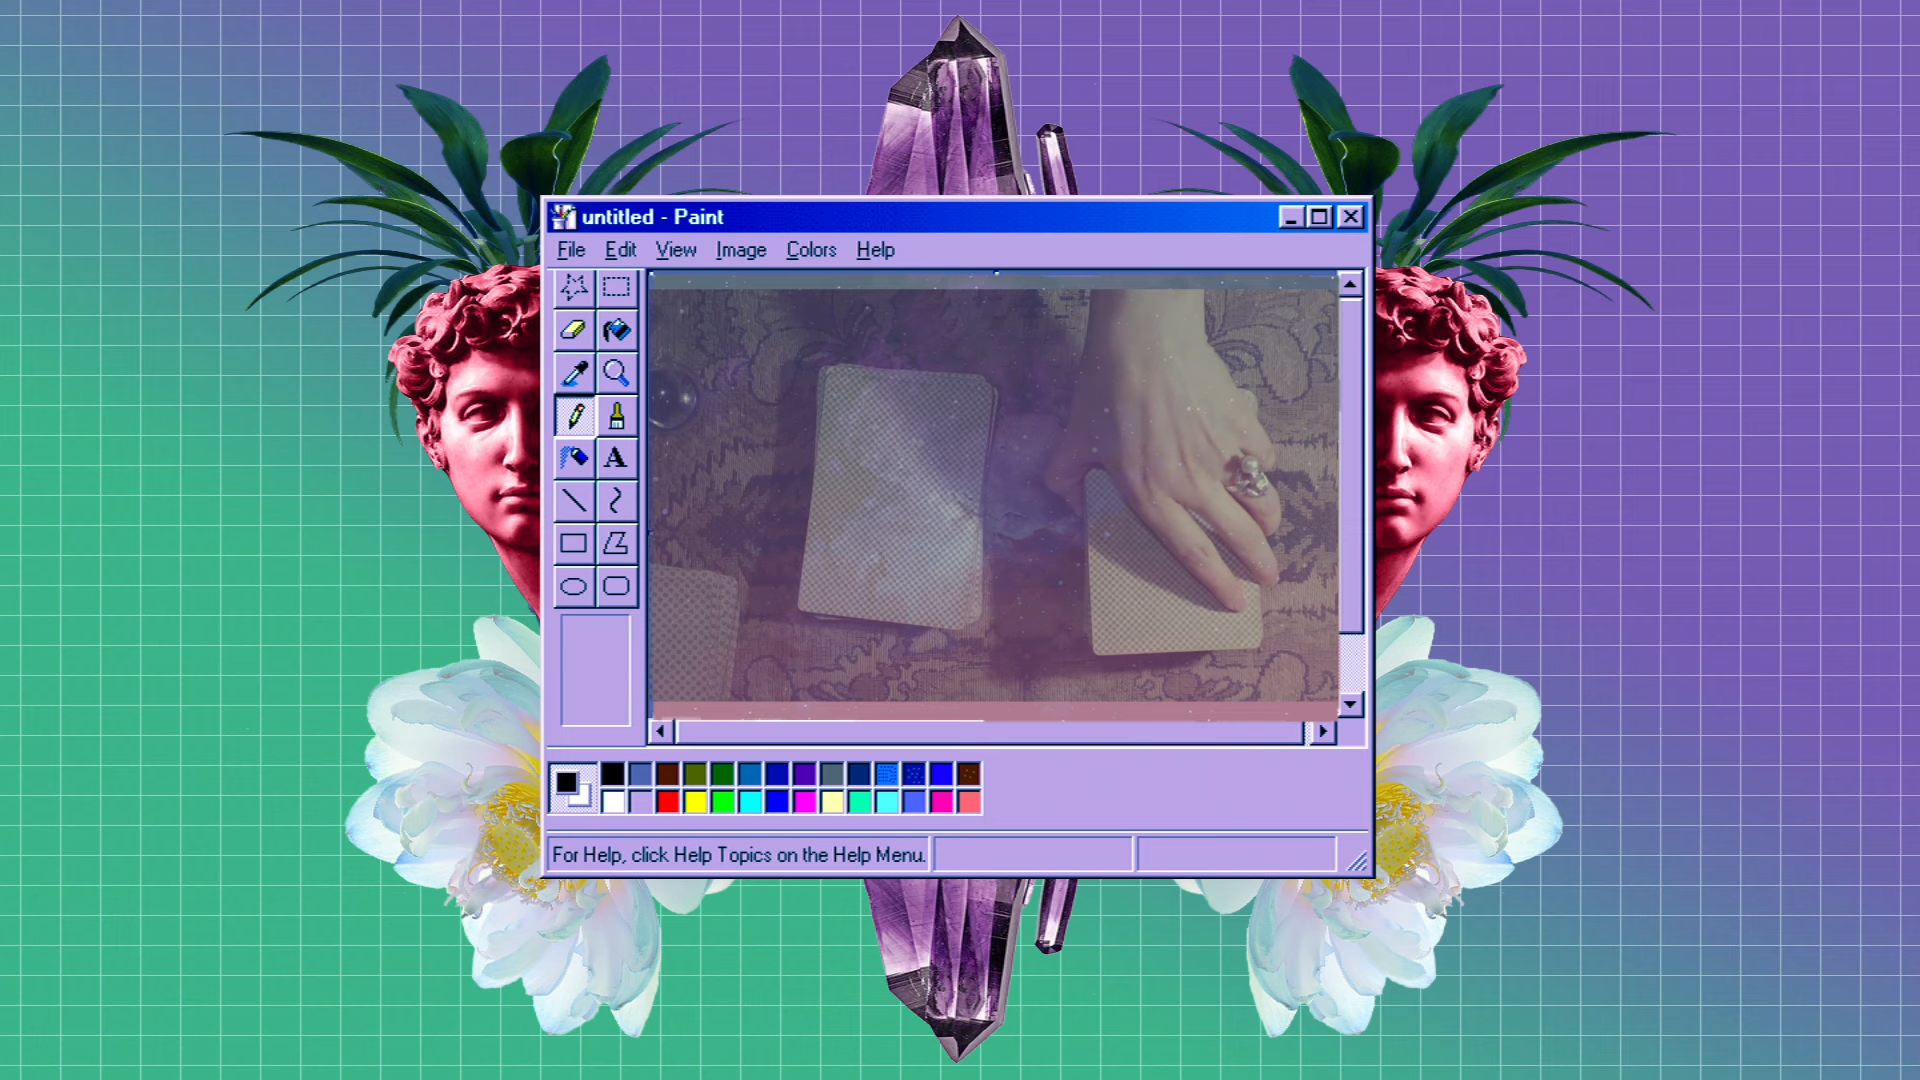 untitled - Paint
File Edit View Image Colors Help
A
For Help, click Help Topics on the Help Menu.